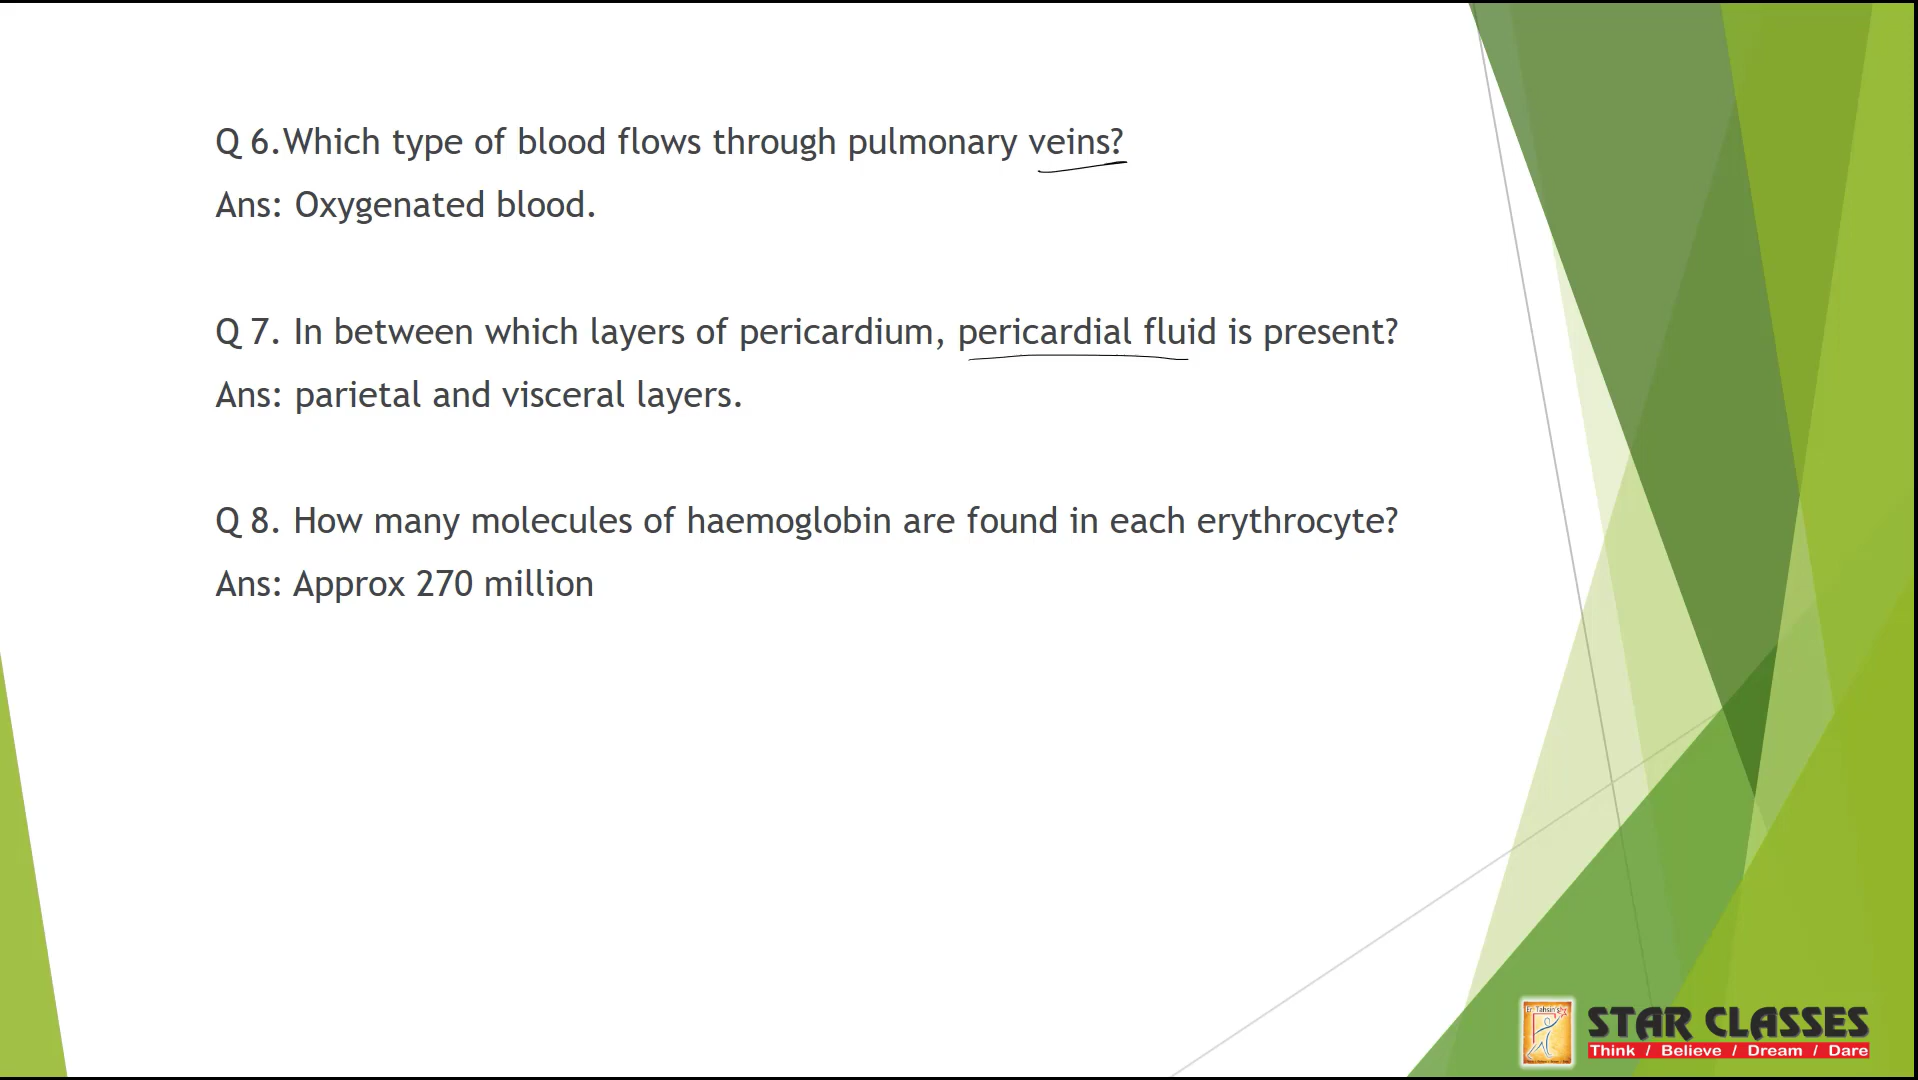 Q 6.Which type of blood flows through pulmonary veins?
Ans: Oxygenated blood.
Q 7. In between which layers of pericardium, pericardial fluid is present?
Ans: parietal and visceral layers.
Q 8. How many molecules of haemoglobin are found in each erythrocyte?
Ans: Approx 270 million
Er. Tahsin's
STAR CLASSES
Think / Believe / Dream / Dare